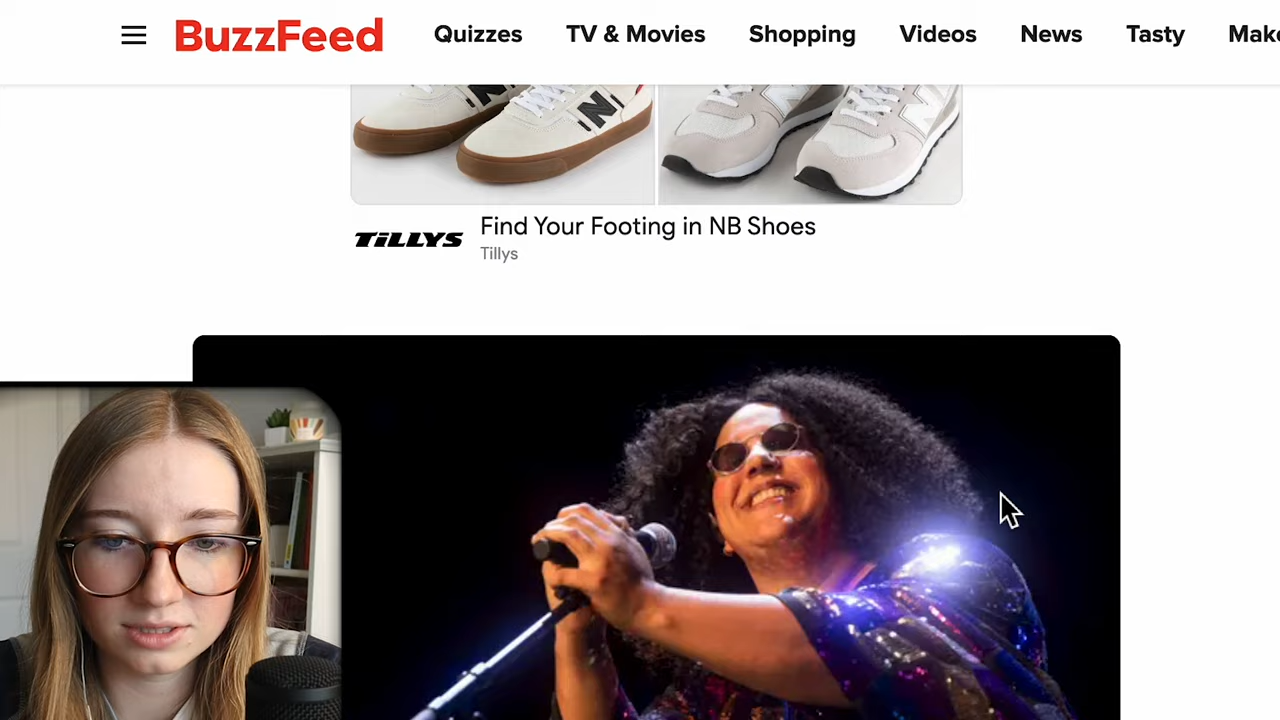 BuzzFeed Quizzes TV & Movies Shopping Videos News Tasty
N N N
TILLYS Find Your Footing in NB Shoes
Tillys